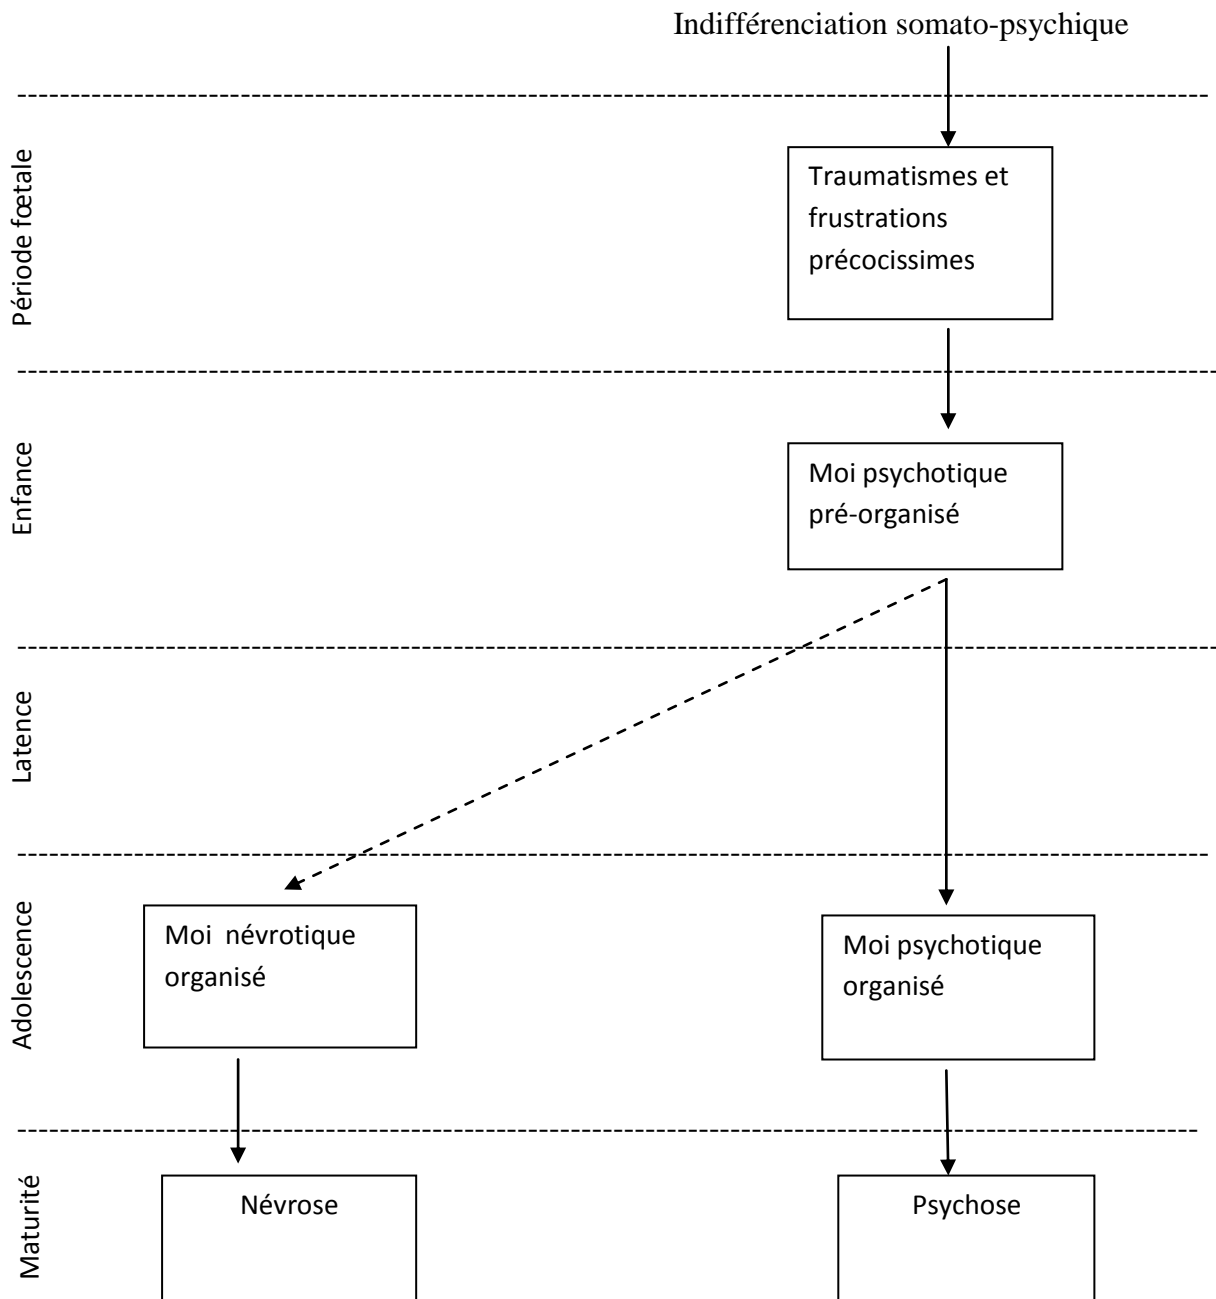 Indifférenciation somato-psychique
Période fœtale
Traumatismes et
frustrations
précocissimes
Enfance
Moi psychotique
pré-organisé
Latence
Adolescence
Moi névrotique
organisé
Moi psychotique
organisé
Maturité
Névrose
Psychose